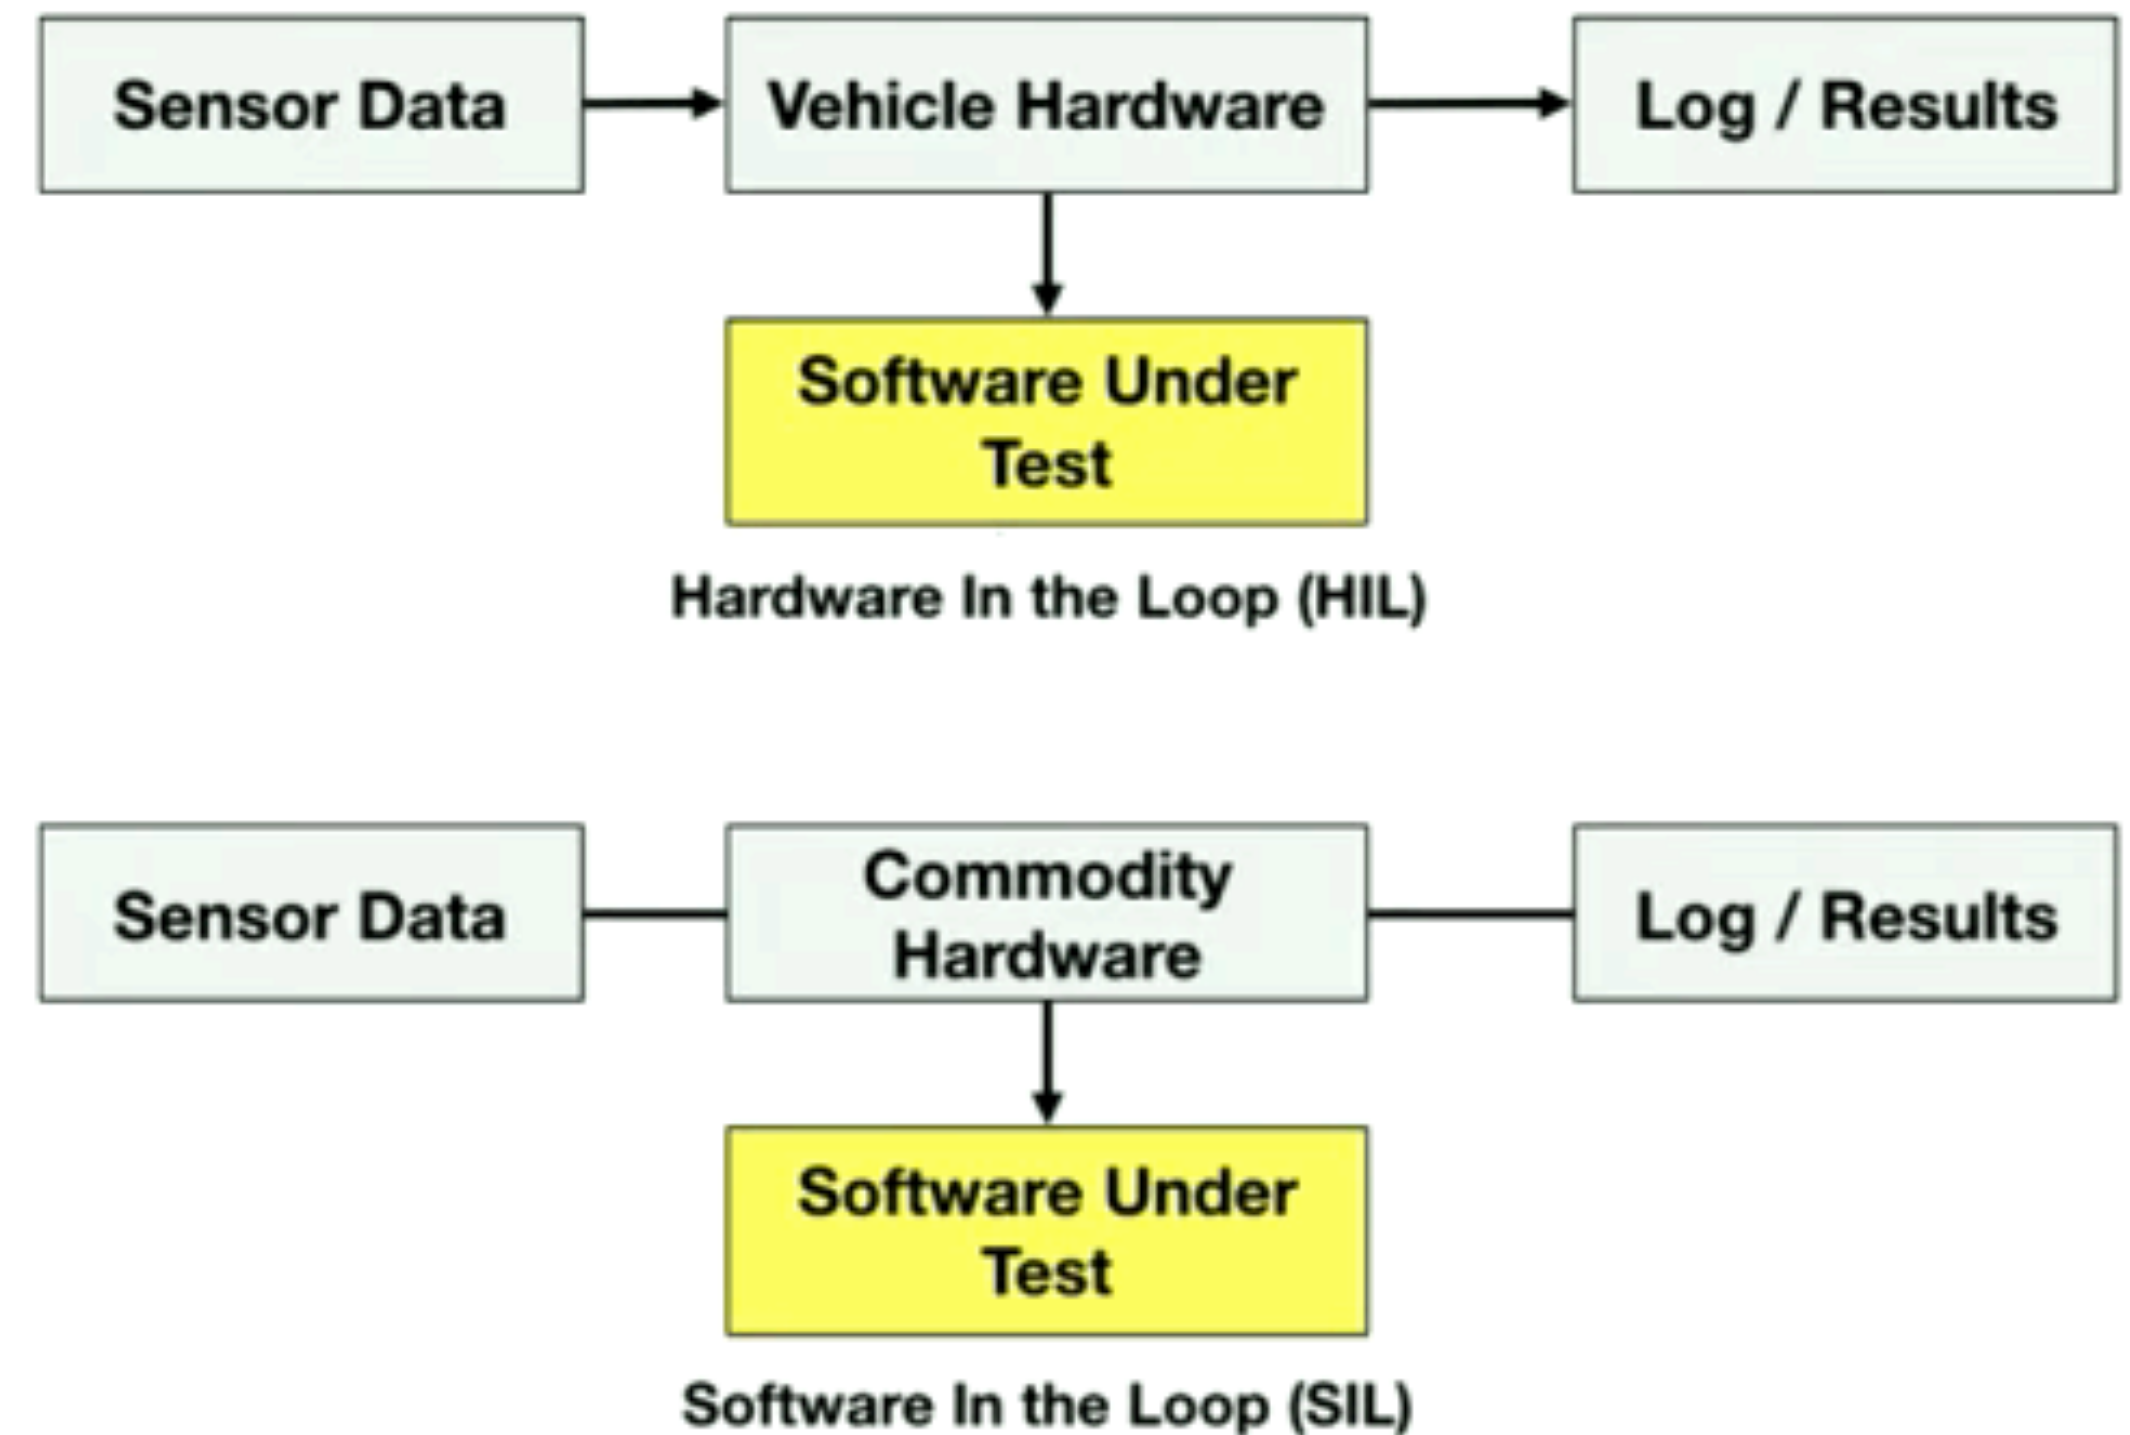 Sensor Data
Vehicle Hardware
Log / Results
Software Under
Test
Hardware In the Loop (HIL)
Sensor Data
Commodity
Hardware
Log / Results
Software Under
Test
Software In the Loop (SIL)